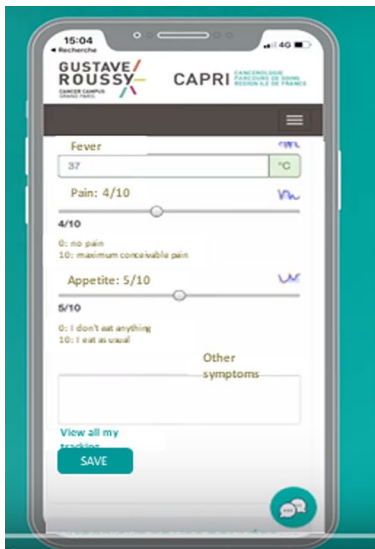 15:04
Recherche
4G
GUSTAVE/
ROUSSY
CANCER CAMPUS
GRAND PARIS
CAPRI
CANCÉROLOGIE
PARCOURS DE SOINS
RÉGION ILE DE FRANCE
Fever
37 °C
Pain: 4/10
4/10
0: no pain
10: maximum conceivable pain
Appetite: 5/10
5/10
0: I don't eat anything
10: I eat as usual
Other
symptoms
View all my
tracking
SAVE